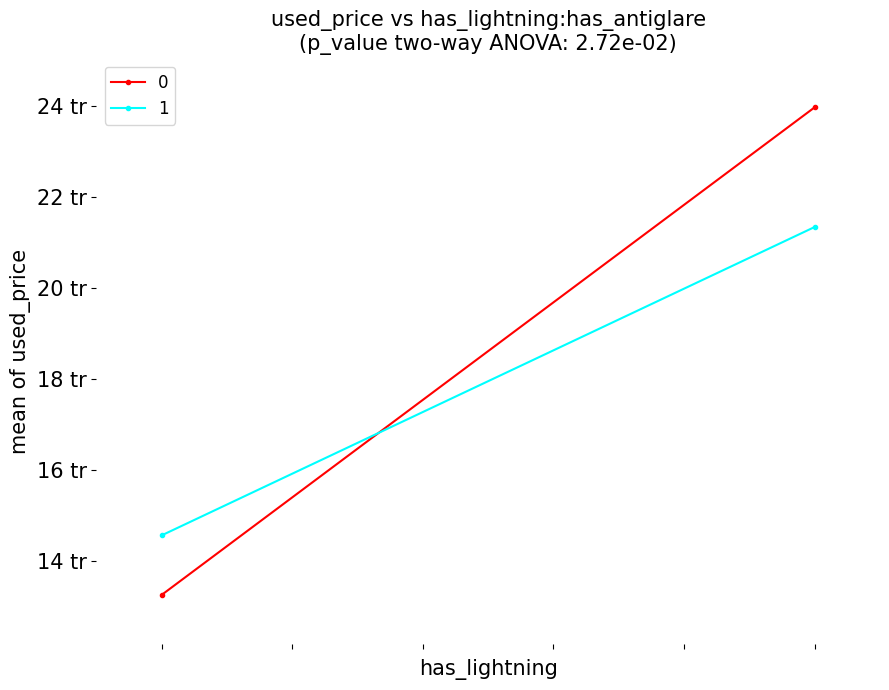 used_price vs has_lightning:has_antiglare
(p_value two-way ANOVA: 2.72e-02)
0
1
24 tr
22 tr
20 tr
18 tr
16 tr
14 tr
mean of used_price
has_lightning